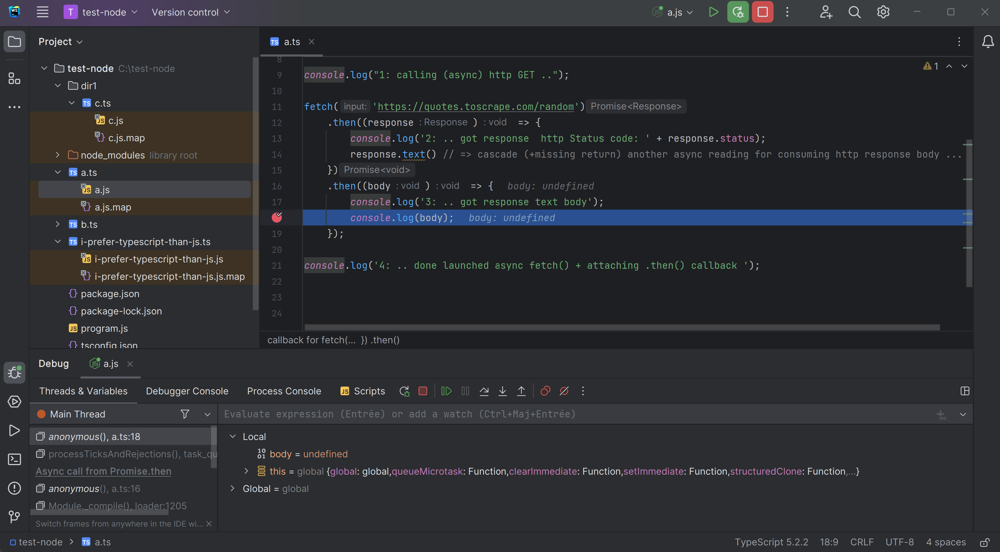 WS
T test-node Version control a.js
Project
a.ts
test-node C:\test-node
dir1
c.ts
c.js
c.js.map
node_modules library root
a.ts
a.js
a.js.map
b.ts
i-prefer-typescript-than-js.ts
i-prefer-typescript-than-js.js
i-prefer-typescript-than-js.js.map
package.json
package-lock.json
program.js
tsconfig.json
1
8
9 console.log("1: calling (async) http GET ..");
10
11 fetch( input: 'https://quotes.toscrape.com/random') Promise<Response>
12 .then((response : Response ) : void => {
13 console.log('2: .. got response  http Status code: ' + response.status);
14 response.text() // => cascade (+missing return) another async reading for consuming http response body ...
15 }) Promise<void>
16 .then((body : void ) : void => { body: undefined
17 console.log('3: .. got response text body');
console.log(body); body: undefined
19 });
20
21 console.log('4: .. done launched async fetch() + attaching .then() callback ');
22
23
24
callback for fetch(... }) .then()
Debug a.js
Threads & Variables Debugger Console Process Console Scripts
Main Thread
Evaluate expression (Entrée) or add a watch (Ctrl+Maj+Entrée)
anonymous(), a.ts:18
processTicksAndRejections(), task_qu
Async call from Promise.then
anonymous(), a.ts:16
Module._compile(), loader:1205
Switch frames from anywhere in the IDE wi...
Local
body = undefined
this = global {global: global,queueMicrotask: Function,clearImmediate: Function,setImmediate: Function,structuredClone: Function,...}
Global = global
test-node a.ts
TypeScript 5.2.2 18:9 CRLF UTF-8 4 spaces